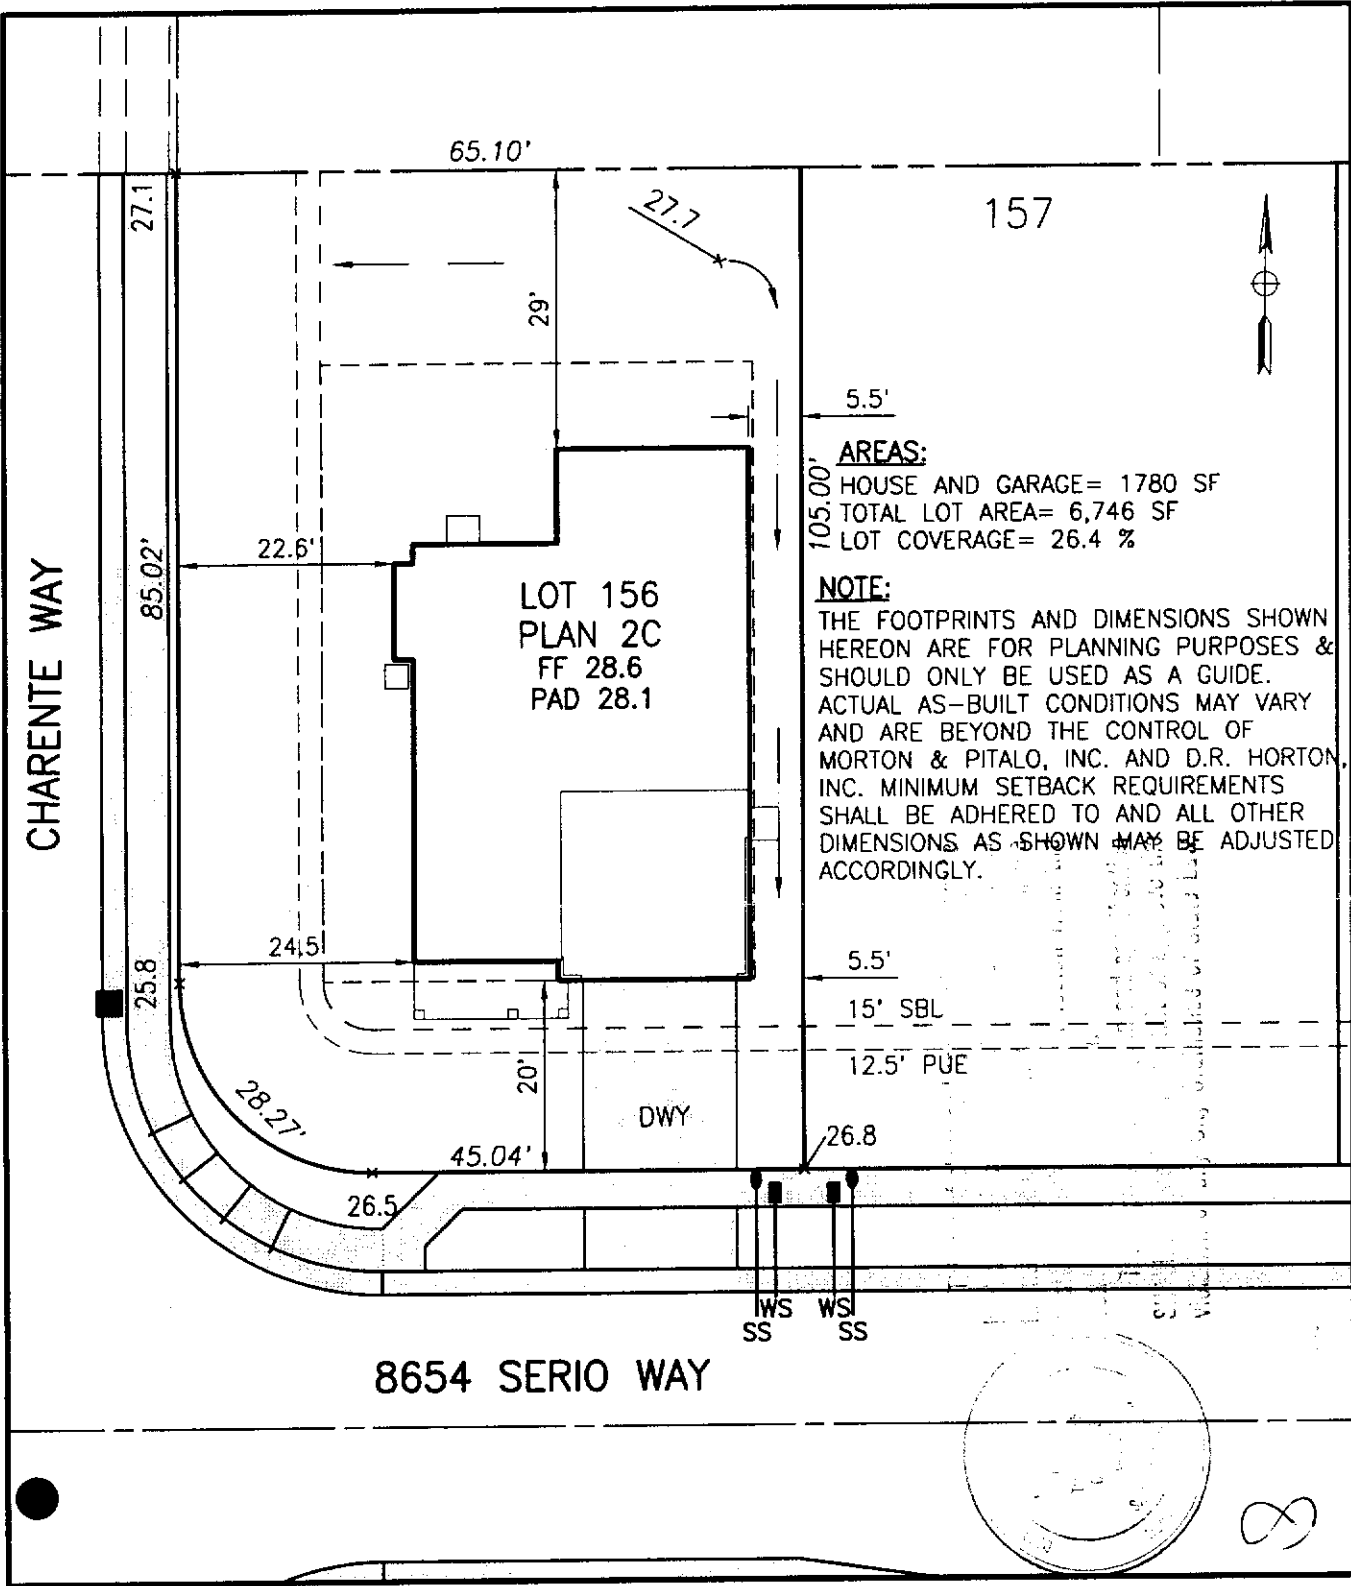 65.10'
27.1
27.7
157
29'
5.5'
AREAS:
HOUSE AND GARAGE= 1780 SF
TOTAL LOT AREA= 6,746 SF
LOT COVERAGE= 26.4 %
105.00'
22.6'
85.02'
CHARENTE WAY
LOT 156
PLAN 2C
FF 28.6
PAD 28.1
NOTE:
THE FOOTPRINTS AND DIMENSIONS SHOWN
HEREON ARE FOR PLANNING PURPOSES &
SHOULD ONLY BE USED AS A GUIDE.
ACTUAL AS-BUILT CONDITIONS MAY VARY
AND ARE BEYOND THE CONTROL OF
MORTON & PITALO, INC. AND D.R. HORTON,
INC. MINIMUM SETBACK REQUIREMENTS
SHALL BE ADHERED TO AND ALL OTHER
DIMENSIONS AS SHOWN MAY BE ADJUSTED
ACCORDINGLY.
24.5
25.8
5.5'
15' SBL
12.5' PUE
20'
DWY
28.27'
45.04'
26.8
26.5
WS WS
SS SS
8654 SERIO WAY
8